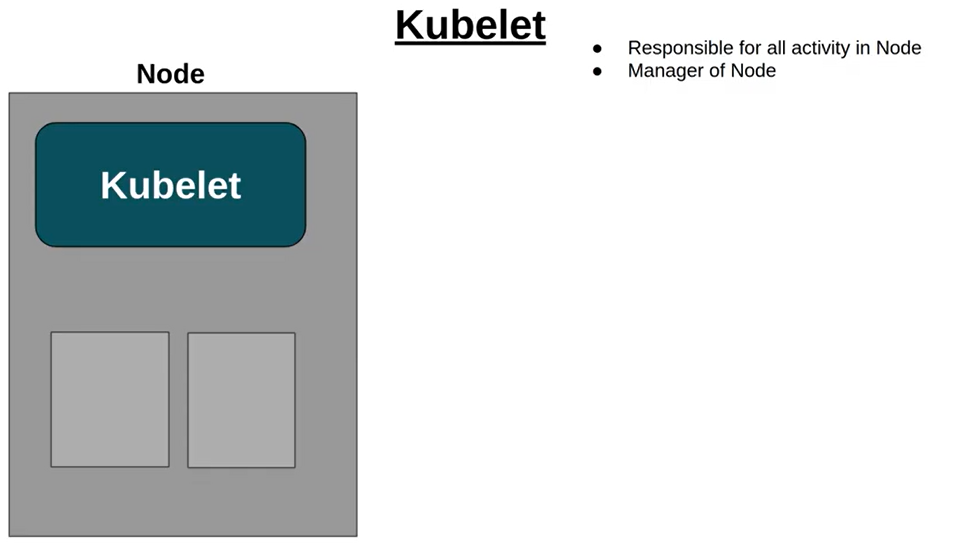 Kubelet
● Responsible for all activity in Node
● Manager of Node
Node
Kubelet